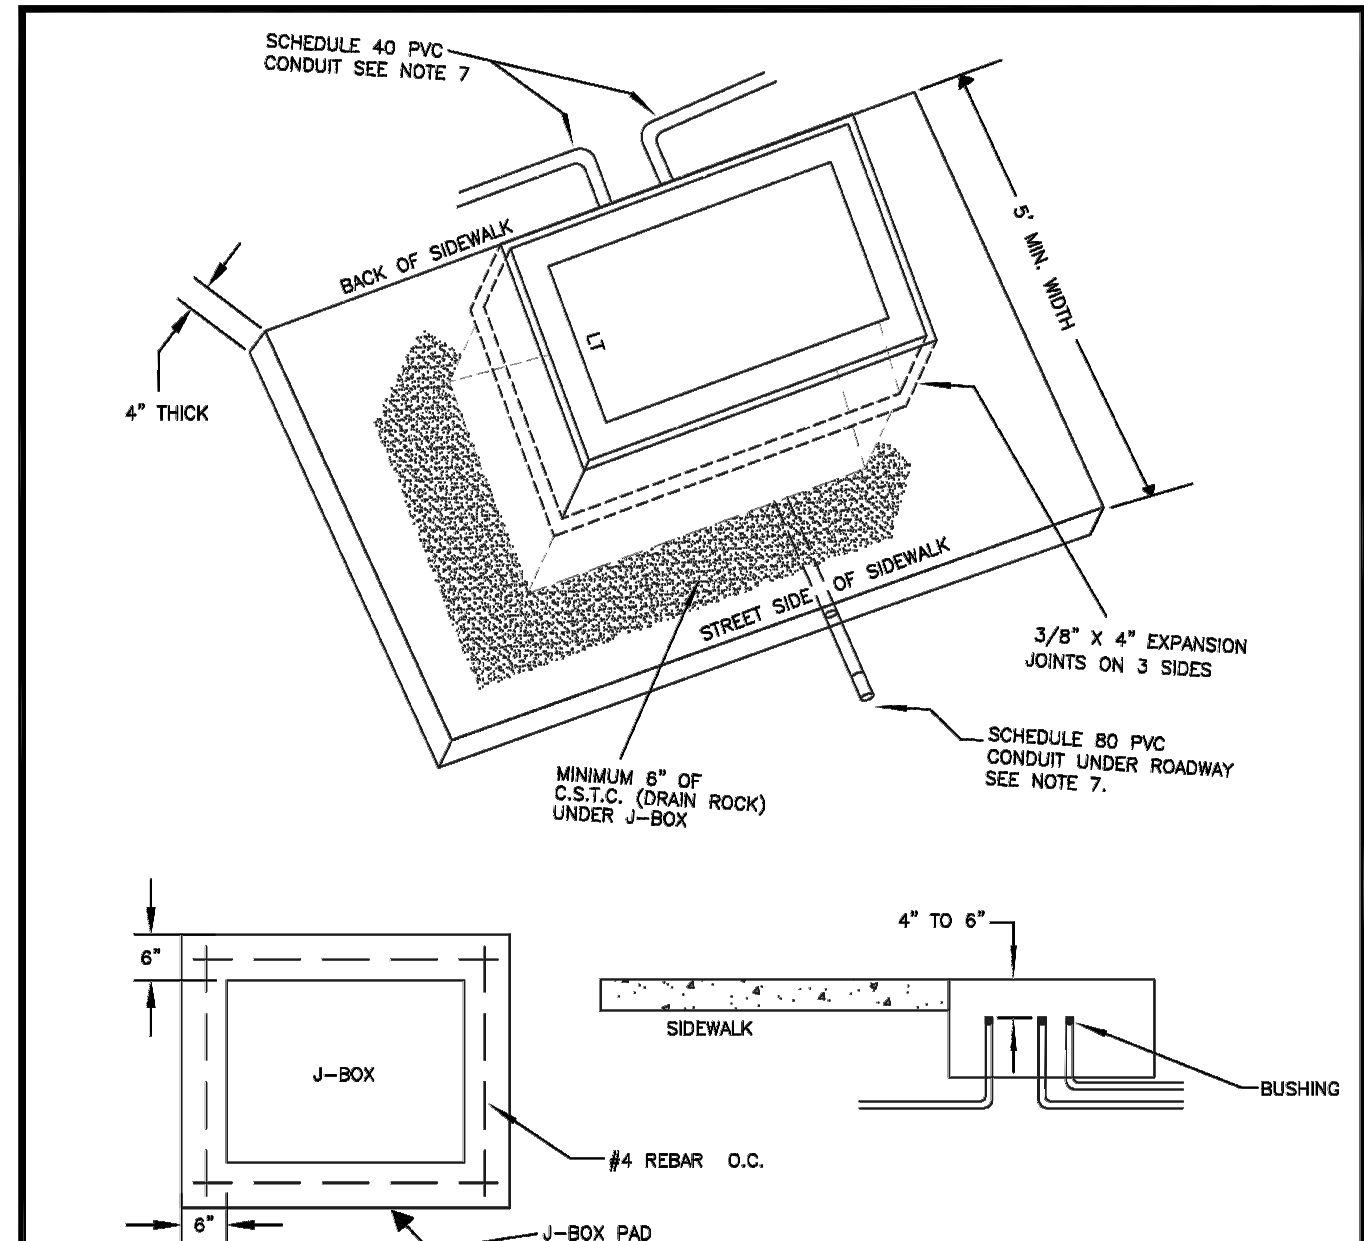 SCHEDULE 40 PVC
CONDUIT SEE NOTE 7
BACK OF SIDEWALK
5' MIN. WIDTH
LT
4" THICK
STREET SIDE OF SIDEWALK
3/8" X 4" EXPANSION
JOINTS ON 3 SIDES
SCHEDULE 80 PVC
CONDUIT UNDER ROADWAY
SEE NOTE 7.
MINIMUM 6" OF
C.S.T.C. (DRAIN ROCK)
UNDER J-BOX
4" TO 6"
6"
SIDEWALK
J-BOX
BUSHING
#4 REBAR O.C.
6"
J-BOX PAD